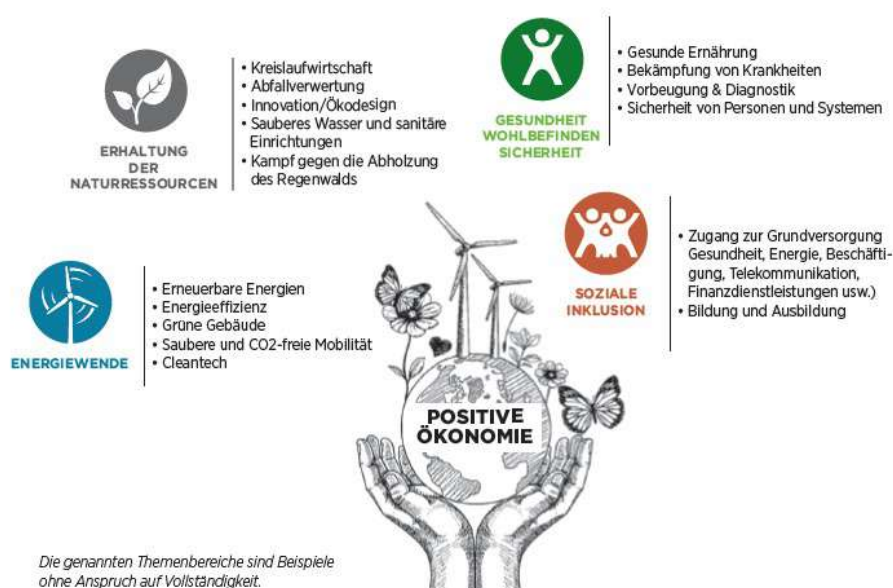 ERHALTUNG
DER
NATURRESSOURCEN
• Kreislaufwirtschaft
• Abfallverwertung
• Innovation/Ökodesign
• Sauberes Wasser und sanitäre
Einrichtungen
• Kampf gegen die Abholzung
des Regenwalds
GESUNDHEIT
WOHLBEFINDEN
SICHERHEIT
• Gesunde Ernährung
• Bekämpfung von Krankheiten
• Vorbeugung & Diagnostik
• Sicherheit von Personen und Systemen
ENERGIEWENDE
• Erneuerbare Energien
• Energieeffizienz
• Grüne Gebäude
• Saubere und CO2-freie Mobilität
• Cleantech
SOZIALE
INKLUSION
• Zugang zur Grundversorgung
Gesundheit, Energie, Beschäfti-
gung, Telekommunikation,
Finanzdienstleistungen usw.)
• Bildung und Ausbildung
POSITIVE
ÖKONOMIE
Die genannten Themenbereiche sind Beispiele
ohne Anspruch auf Vollständigkeit.